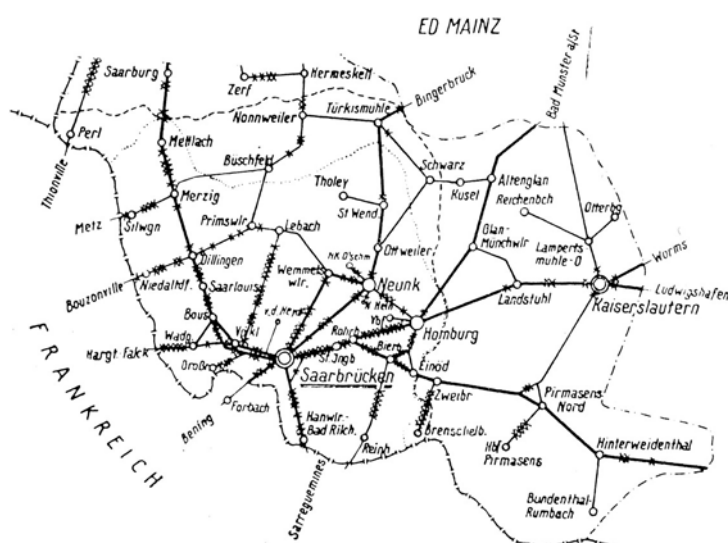 ED MAINZ
Saarburg
Zerf
Hermeskeil
Bingerbrück
Bad Münster a/St
Perl
Thionville
Nonnweiler
Türkismühle
Mettlach
Buschfeld
Schwarz
Kusel
Altenglan
Reichenbch
Otterbg
Tholey
St Wend.
Merzig
Metz
Silwgn
Primswlr
Lebach
Ottweiler
Glan-
Münchwlr
Lamperts
mühle-O
Worms
Dillingen
Bouzonville
Niedaltdf.
Saarlouis
Wemmets
wlr.
Neunk
Landstuhl
Ludwigshafen
Kaiserslautern
Bous
v.d. Heydt
Rohrb
Homburg
Hargt. Falck
Wadg.
Völkl
St. Ingb
Bierb
Einöd
Saarbrücken
Zweibr
Forbach
Bening
Hanwlr.-
Bad Rilch.
Reinh
Brenschelb.
Pirmasens
Nord
Hbf
Pirmasens
Hinterweidenthal
Sarreguemines
Bundenthal-
Rumbach
FRANKREICH